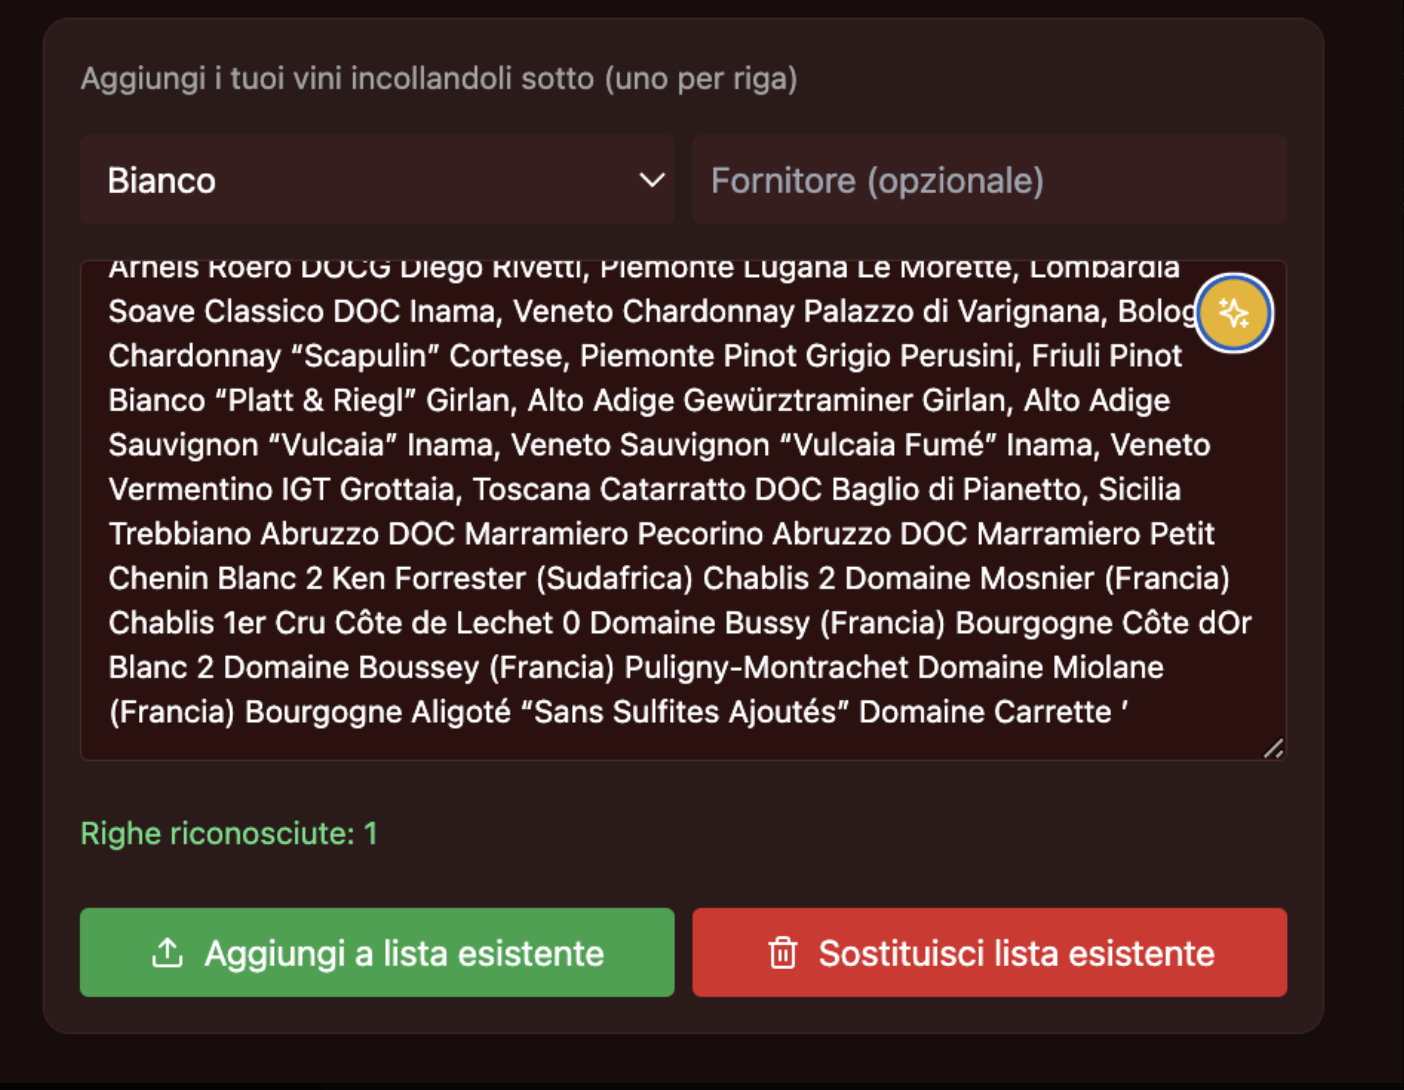 Aggiungi i tuoi vini incollandoli sotto (uno per riga)
Bianco
Fornitore (opzionale)
Arneis Roero DOCG Diego Rivetti, Piemonte Lugana Le Morette, Lombardia
Soave Classico DOC Inama, Veneto Chardonnay Palazzo di Varignana, Bolog
Chardonnay “Scapulin” Cortese, Piemonte Pinot Grigio Perusini, Friuli Pinot
Bianco “Platt & Riegl” Girlan, Alto Adige Gewürztraminer Girlan, Alto Adige
Sauvignon “Vulcaia” Inama, Veneto Sauvignon “Vulcaia Fumé” Inama, Veneto
Vermentino IGT Grottaia, Toscana Catarratto DOC Baglio di Pianetto, Sicilia
Trebbiano Abruzzo DOC Marramiero Pecorino Abruzzo DOC Marramiero Petit
Chenin Blanc 2 Ken Forrester (Sudafrica) Chablis 2 Domaine Mosnier (Francia)
Chablis 1er Cru Côte de Lechet 0 Domaine Bussy (Francia) Bourgogne Côte dOr
Blanc 2 Domaine Boussey (Francia) Puligny-Montrachet Domaine Miolane
(Francia) Bourgogne Aligoté “Sans Sulfites Ajoutés” Domaine Carrette ’
Righe riconosciute: 1
Aggiungi a lista esistente
Sostituisci lista esistente